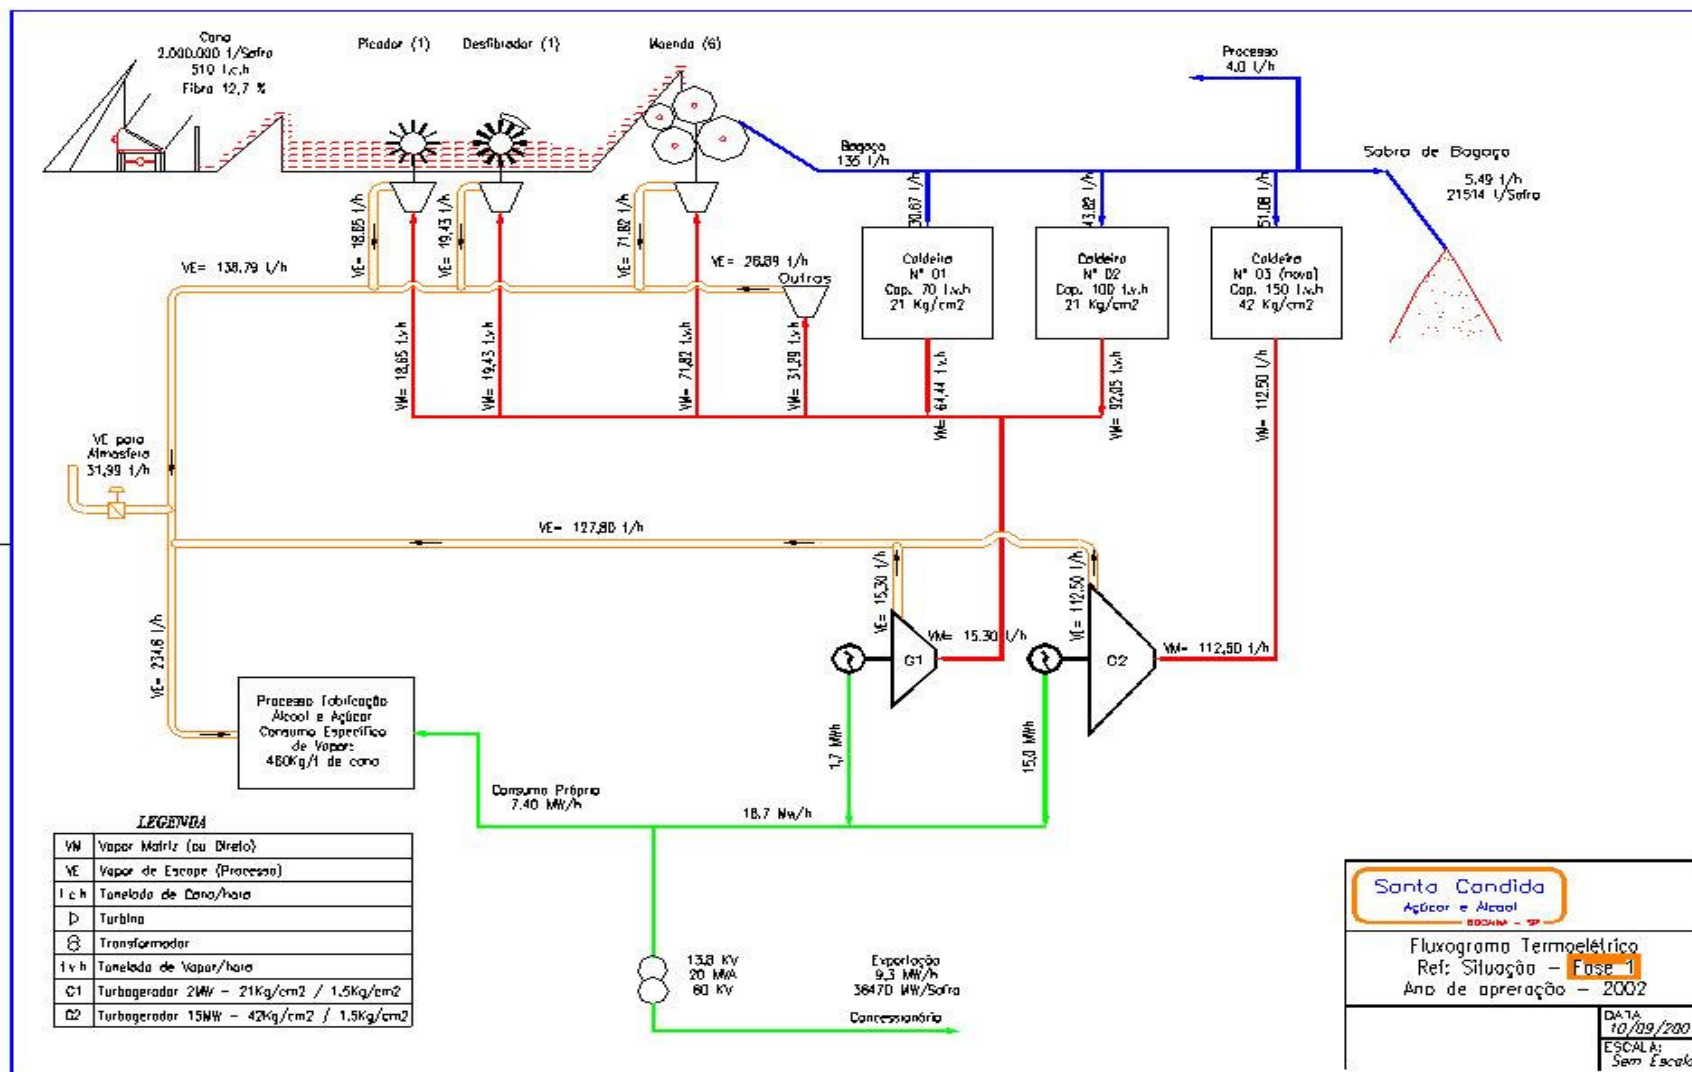 Cana
2.000.000 t/Safra
510 t.c.h
Fibra 12,7 %
Picador (1)
Desfibrador (1)
Moenda (6)
Processo
4,0 t/h
Bagaço
135 t/h
Sobra de Bagaço
5,49 t/h
21514 t/Safra
VE= 18,65 t/h
VE= 19,43 t/h
VE= 71,82 t/h
30,67 t/h
43,82 t/h
51,08 t/h
VE= 138,79 t/h
VE= 28,89 t/h
Outros
Caldeira
N° 01
Cap. 70 t.v.h
21 Kg/cm2
Caldeira
N° 02
Cap. 100 t.v.h
21 Kg/cm2
Caldeira
N° 03 (nova)
Cap. 150 t.v.h
42 Kg/cm2
VM= 18,65 t.v.h
VM= 19,43 t.v.h
VM= 71,82 t.v.h
VM= 31,29 t.v.h
VM= 64,44 t.v.h
VM= 92,05 t.v.h
VM= 112,50 t/h
VE para
Atmosfera
31,99 t/h
VE= 127,80 t/h
VE= 15,30 t/h
VE= 112,50 t/h
VE= 234,6 t/h
VM= 15.30 t/h
VM= 112,50 t/h
G1
G2
Processo Fabricação
Álcool e Açúcar
Consumo Específico
de Vapor:
460Kg/t de cana
1,7 MWh
15,0 MWh
Consumo Próprio
7.40 MW/h
16.7 Mw/h
LEGENDA
VM Vapor Motriz (ou Direto)
VE Vapor de Escape (Processo)
t c h Tonelada de Cana/hora
Turbina
Transformador
t v h Tonelada de Vapor/hora
G1 Turbogerador 2MW - 21Kg/cm2 / 1,5Kg/cm2
G2 Turbogerador 15MW - 42Kg/cm2 / 1,5Kg/cm2
13,8 KV
20 MVA
60 KV
Exportação
9,3 MW/h
36470 MW/Safra
Concessionária
Santa Candida
Açúcar e Álcool
BOCAINA - SP
Fluxograma Termoelétrico
Ref: Situação - Fase 1
Ano de operação - 2002
DATA
10/09/200
ESCALA:
Sem Escala